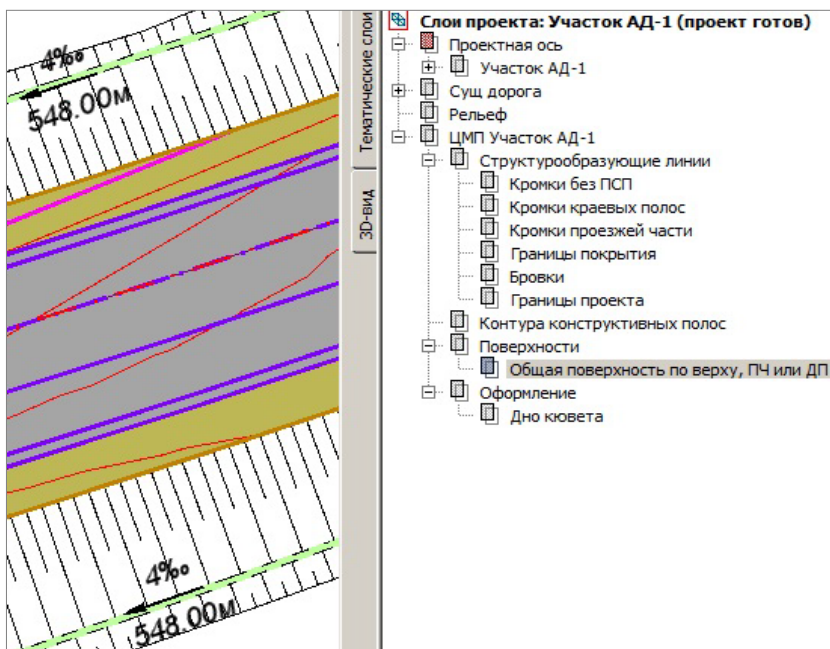 4‰
548.00м
4‰
548.00м
Тематические слои
3D-вид
Слои проекта: Участок АД-1 (проект готов)
Проектная ось
Участок АД-1
Сущ дорога
Рельеф
ЦМП Участок АД-1
Структурообразующие линии
Кромки без ПСП
Кромки краевых полос
Кромки проезжей части
Границы покрытия
Бровки
Границы проекта
Контура конструктивных полос
Поверхности
Общая поверхность по верху, ПЧ или ДП
Оформление
Дно кювета